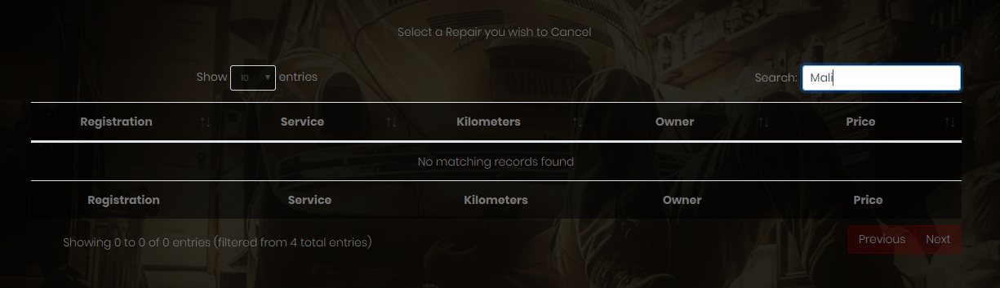 Select a Repair you wish to Cancel
Show 10 entries
Search: Mali
Registration Service Kilometers Owner Price
No matching records found
Registration Service Kilometers Owner Price
Showing 0 to 0 of 0 entries (filtered from 4 total entries)
Previous Next